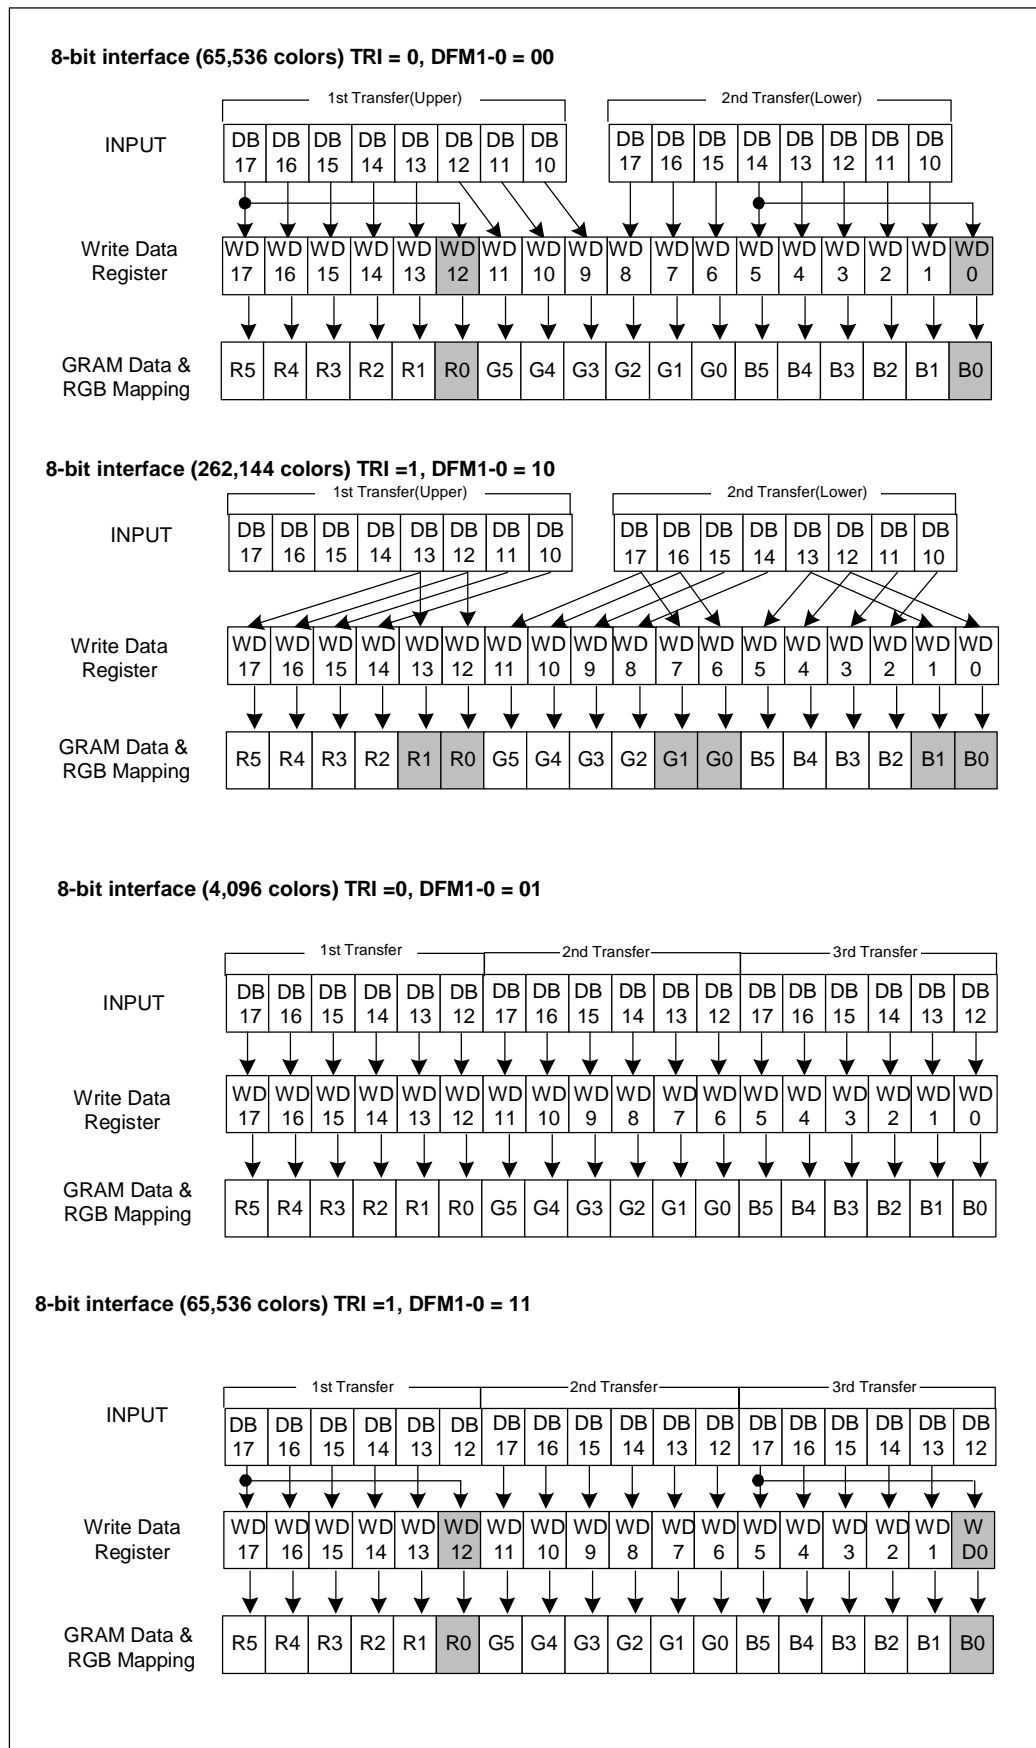 8-bit interface (65,536 colors) TRI = 0, DFM1-0 = 00
1st Transfer(Upper) 2nd Transfer(Lower)
INPUT DB 17 DB 16 DB 15 DB 14 DB 13 DB 12 DB 11 DB 10 DB 17 DB 16 DB 15 DB 14 DB 13 DB 12 DB 11 DB 10
Write Data Register WD 17 WD 16 WD 15 WD 14 WD 13 WD 12 WD 11 WD 10 WD 9 WD 8 WD 7 WD 6 WD 5 WD 4 WD 3 WD 2 WD 1 WD 0
GRAM Data & RGB Mapping R5 R4 R3 R2 R1 R0 G5 G4 G3 G2 G1 G0 B5 B4 B3 B2 B1 B0
8-bit interface (262,144 colors) TRI =1, DFM1-0 = 10
1st Transfer(Upper) 2nd Transfer(Lower)
INPUT DB 17 DB 16 DB 15 DB 14 DB 13 DB 12 DB 11 DB 10 DB 17 DB 16 DB 15 DB 14 DB 13 DB 12 DB 11 DB 10
Write Data Register WD 17 WD 16 WD 15 WD 14 WD 13 WD 12 WD 11 WD 10 WD 9 WD 8 WD 7 WD 6 WD 5 WD 4 WD 3 WD 2 WD 1 WD 0
GRAM Data & RGB Mapping R5 R4 R3 R2 R1 R0 G5 G4 G3 G2 G1 G0 B5 B4 B3 B2 B1 B0
8-bit interface (4,096 colors) TRI =0, DFM1-0 = 01
1st Transfer 2nd Transfer 3rd Transfer
INPUT DB 17 DB 16 DB 15 DB 14 DB 13 DB 12 DB 17 DB 16 DB 15 DB 14 DB 13 DB 12 DB 17 DB 16 DB 15 DB 14 DB 13 DB 12
Write Data Register WD 17 WD 16 WD 15 WD 14 WD 13 WD 12 WD 11 WD 10 WD 9 WD 8 WD 7 WD 6 WD 5 WD 4 WD 3 WD 2 WD 1 WD 0
GRAM Data & RGB Mapping R5 R4 R3 R2 R1 R0 G5 G4 G3 G2 G1 G0 B5 B4 B3 B2 B1 B0
8-bit interface (65,536 colors) TRI =1, DFM1-0 = 11
1st Transfer 2nd Transfer 3rd Transfer
INPUT DB 17 DB 16 DB 15 DB 14 DB 13 DB 12 DB 17 DB 16 DB 15 DB 14 DB 13 DB 12 DB 17 DB 16 DB 15 DB 14 DB 13 DB 12
Write Data Register WD 17 WD 16 WD 15 WD 14 WD 13 WD 12 WD 11 WD 10 WD 9 WD 8 WD 7 WD 6 WD 5 WD 4 WD 3 WD 2 WD 1 W D0
GRAM Data & RGB Mapping R5 R4 R3 R2 R1 R0 G5 G4 G3 G2 G1 G0 B5 B4 B3 B2 B1 B0